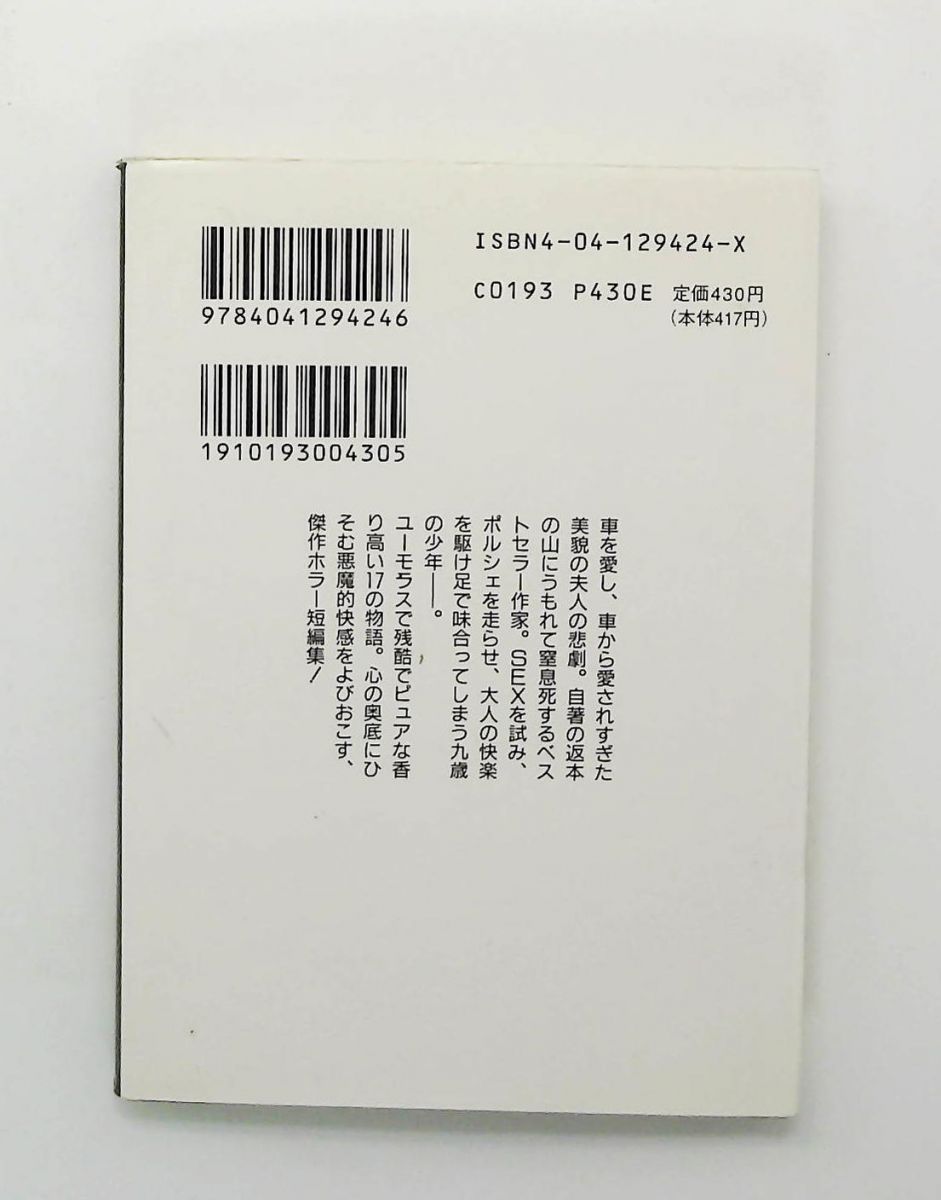 ISBN4-04-129424-X
C0193 P430E 定価430円
(本体417円)
9784041294246
1910193004305
車を愛し、車から愛されすぎた
美貌の夫人の悲劇。自著の返本
の山にうもれて窒息死するベス
トセラー作家。SEXを試み、
ポルシェを走らせ、大人の快楽
を駆け足で味合ってしまう九歳
の少年――。
ユーモラスで残酷でピュアな香
り高い17の物語。心の奥底にひ
そむ悪魔的快感をよびおこす、
傑作ホラー短編集!